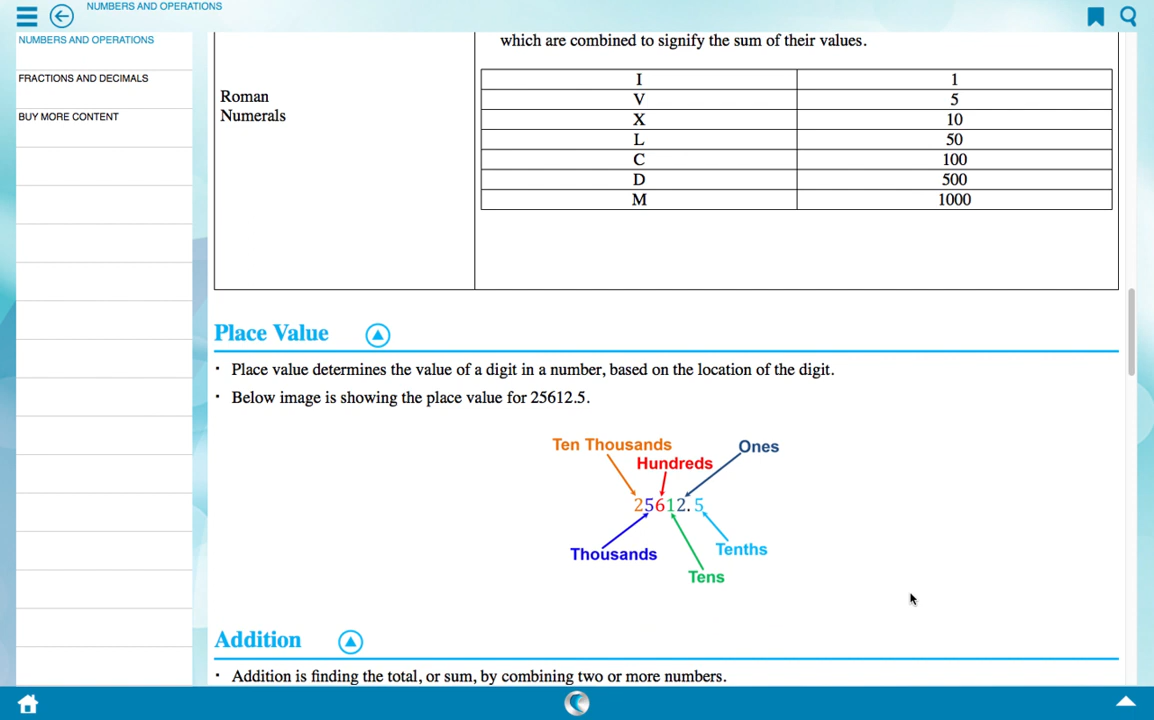 NUMBERS AND OPERATIONS
NUMBERS AND OPERATIONS
FRACTIONS AND DECIMALS
BUY MORE CONTENT
which are combined to signify the sum of their values.
Roman
Numerals
I 1
V 5
X 10
L 50
C 100
D 500
M 1000
Place Value
· Place value determines the value of a digit in a number, based on the location of the digit.
· Below image is showing the place value for 25612.5.
Ten Thousands
Ones
Hundreds
25612.5
Thousands
Tenths
Tens
Addition
· Addition is finding the total, or sum, by combining two or more numbers.